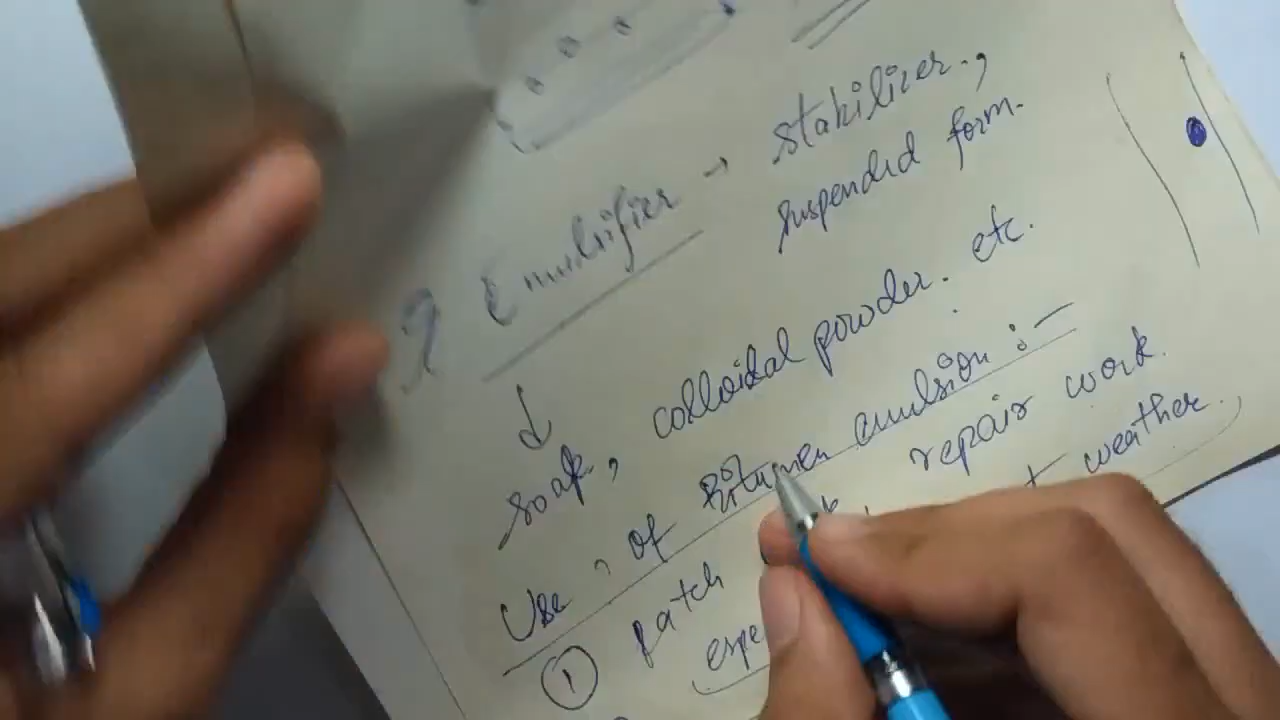 ? Emulsifier → stabilizer.,
suspended form.
↓
soap, colloidal powder. etc.
Use, of Bitumen emulsion :-
① patch repair work.
weather.